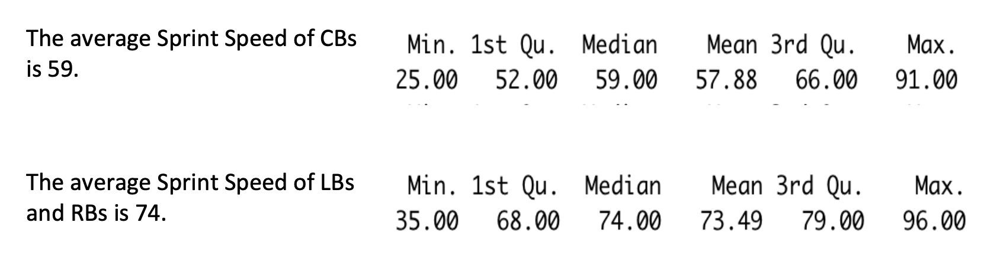 The average Sprint Speed of CBs
is 59.
Min. 1st Qu. Median Mean 3rd Qu. Max.
25.00 52.00 59.00 57.88 66.00 91.00
The average Sprint Speed of LBs
and RBs is 74.
Min. 1st Qu. Median Mean 3rd Qu. Max.
35.00 68.00 74.00 73.49 79.00 96.00